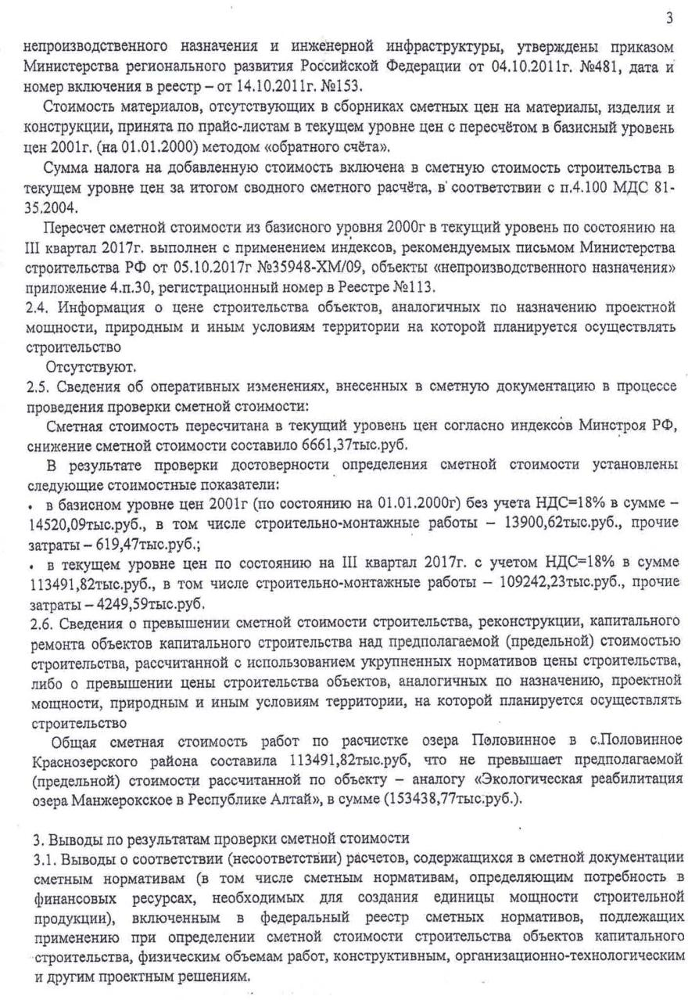 3
непроизводственного назначения и инженерной инфраструктуры, утверждены приказом
Министерства регионального развития Российской Федерации от 04.10.2011г. №481, дата и
номер включения в реестр – от 14.10.2011г. №153.
Стоимость материалов, отсутствующих в сборниках сметных цен на материалы, изделия и
конструкции, принята по прайс-листам в текущем уровне цен с пересчётом в базисный уровень
цен 2001г. (на 01.01.2000) методом «обратного счёта».
Сумма налога на добавленную стоимость включена в сметную стоимость строительства в
текущем уровне цен за итогом сводного сметного расчёта, в соответствии с п.4.100 МДС 81-
35.2004.
Пересчет сметной стоимости из базисного уровня 2000г в текущий уровень по состоянию на
III квартал 2017г. выполнен с применением индексов, рекомендуемых письмом Министерства
строительства РФ от 05.10.2017г №35948-ХМ/09, объекты «непроизводственного назначения»
приложение 4.п.30, регистрационный номер в Реестре №113.
2.4. Информация о цене строительства объектов, аналогичных по назначению проектной
мощности, природным и иным условиям территории на которой планируется осуществлять
строительство
Отсутствуют.
2.5. Сведения об оперативных изменениях, внесенных в сметную документацию в процессе
проведения проверки сметной стоимости:
Сметная стоимость пересчитана в текущий уровень цен согласно индексов Минстроя РФ,
снижение сметной стоимости составило 6661,37тыс.руб.
В результате проверки достоверности определения сметной стоимости установлены
следующие стоимостные показатели:
• в базисном уровне цен 2001г (по состоянию на 01.01.2000г) без учета НДС=18% в сумме –
14520,09тыс.руб., в том числе строительно-монтажные работы – 13900,62тыс.руб., прочие
затраты – 619,47тыс.руб.;
• в текущем уровне цен по состоянию на III квартал 2017г. с учетом НДС=18% в сумме
113491,82тыс.руб., в том числе строительно-монтажные работы – 109242,23тыс.руб., прочие
затраты – 4249,59тыс.руб.
2.6. Сведения о превышении сметной стоимости строительства, реконструкции, капитального
ремонта объектов капитального строительства над предполагаемой (предельной) стоимостью
строительства, рассчитанной с использованием укрупненных нормативов цены строительства,
либо о превышении цены строительства объектов, аналогичных по назначению, проектной
мощности, природным и иным условиям территории, на которой планируется осуществлять
строительство
Общая сметная стоимость работ по расчистке озера Половинное в с.Половинное
Краснозерского района составила 113491,82тыс.руб, что не превышает предполагаемой
(предельной) стоимости рассчитанной по объекту – аналогу «Экологическая реабилитация
озера Манжерокское в Республике Алтай», в сумме (153438,77тыс.руб.).
3. Выводы по результатам проверки сметной стоимости
3.1. Выводы о соответствии (несоответствии) расчетов, содержащихся в сметной документации
сметным нормативам (в том числе сметным нормативам, определяющим потребность в
финансовых ресурсах, необходимых для создания единицы мощности строительной
продукции), включенным в федеральный реестр сметных нормативов, подлежащих
применению при определении сметной стоимости строительства объектов капитального
строительства, физическим объемам работ, конструктивным, организационно-технологическим
и другим проектным решениям.